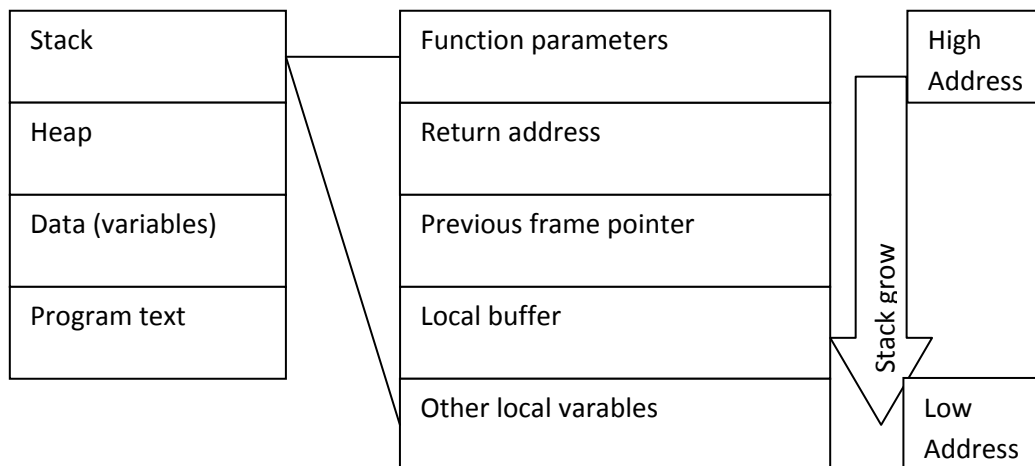 Stack
Function parameters
High
Address
Heap
Return address
Data (variables)
Previous frame pointer
Program text
Local buffer
Stack grow
Other local varables
Low
Address